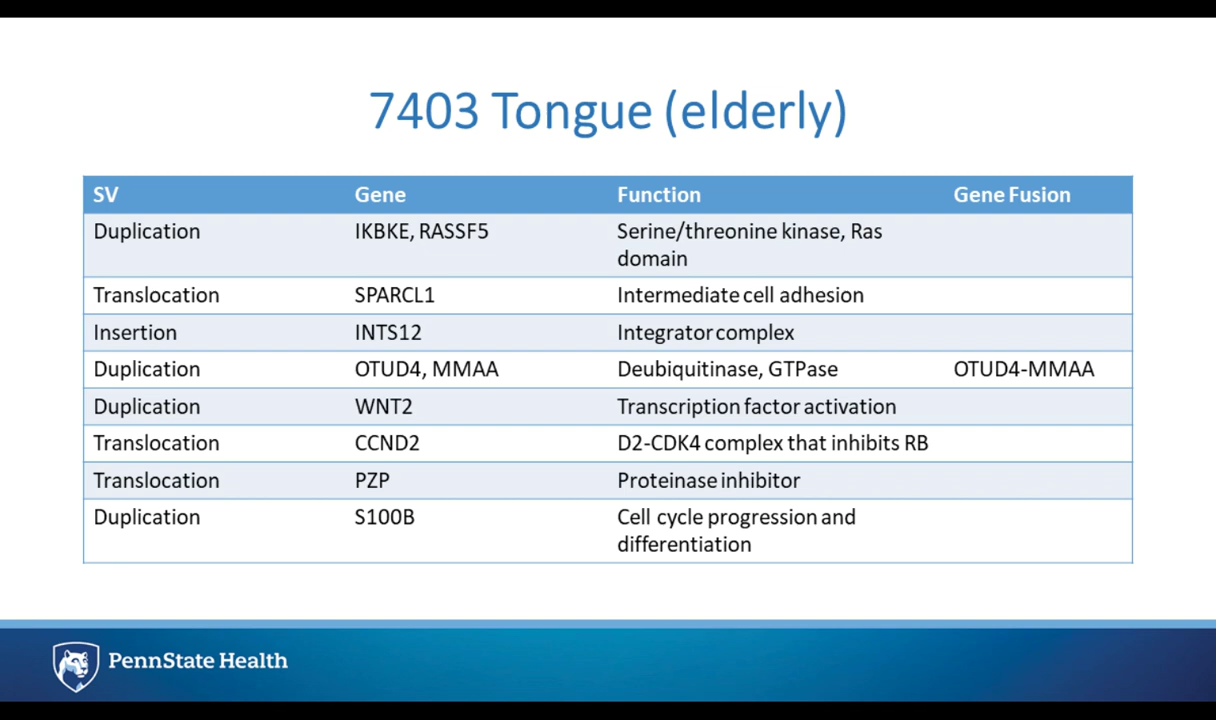 7403 Tongue (elderly)
SV Gene Function Gene Fusion
Duplication IKBKE, RASSF5 Serine/threonine kinase, Ras
domain
Translocation SPARCL1 Intermediate cell adhesion
Insertion INTS12 Integrator complex
Duplication OTUD4, MMAA Deubiquitinase, GTPase OTUD4-MMAA
Duplication WNT2 Transcription factor activation
Translocation CCND2 D2-CDK4 complex that inhibits RB
Translocation PZP Proteinase inhibitor
Duplication S100B Cell cycle progression and
differentiation
PennState Health